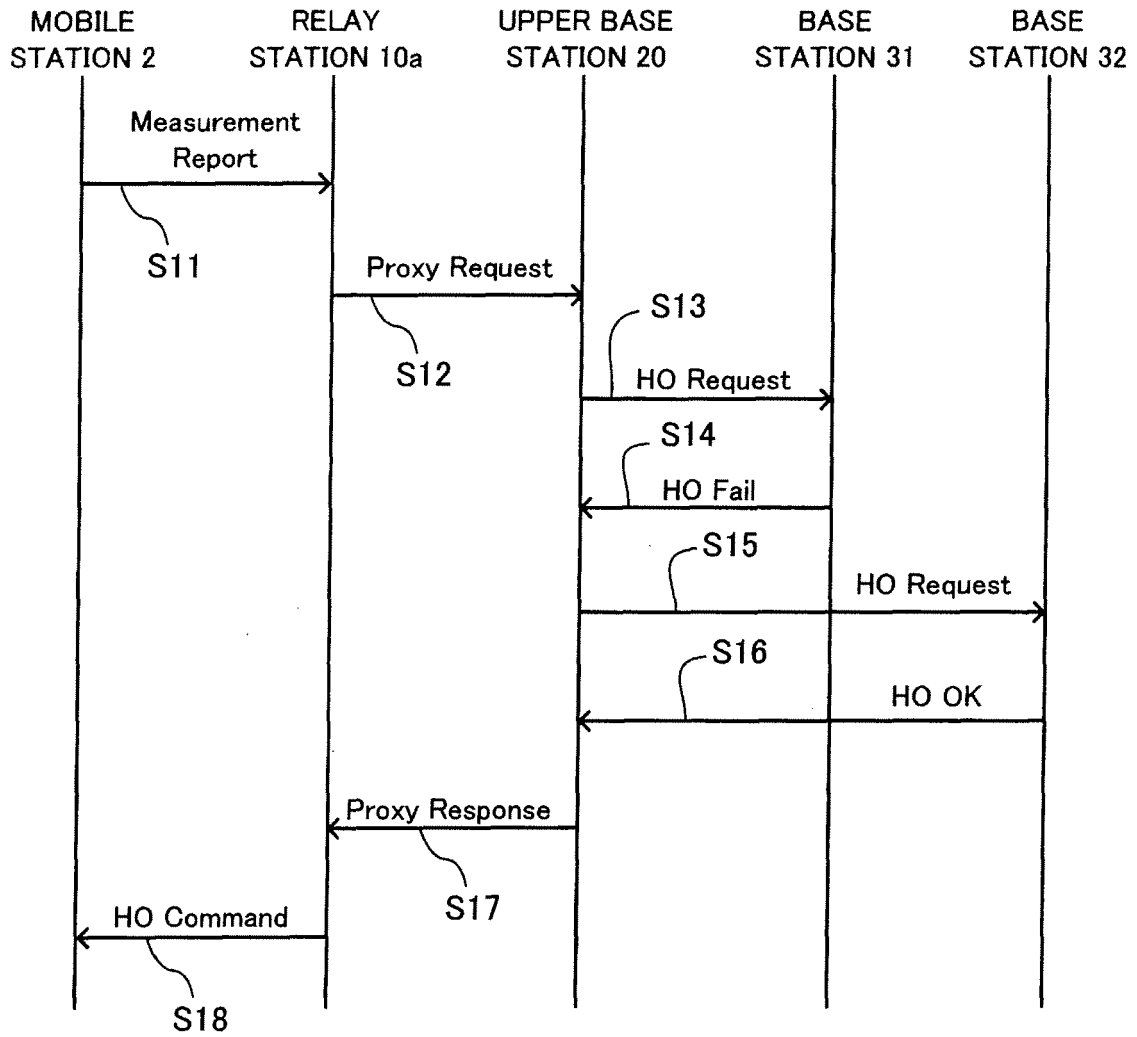 MOBILE
STATION 2
RELAY
STATION 10a
UPPER BASE
STATION 20
BASE
STATION 31
BASE
STATION 32
Measurement
Report
S11
Proxy Request
S12
S13
HO Request
S14
HO Fail
S15
HO Request
S16
HO OK
Proxy Response
S17
HO Command
S18